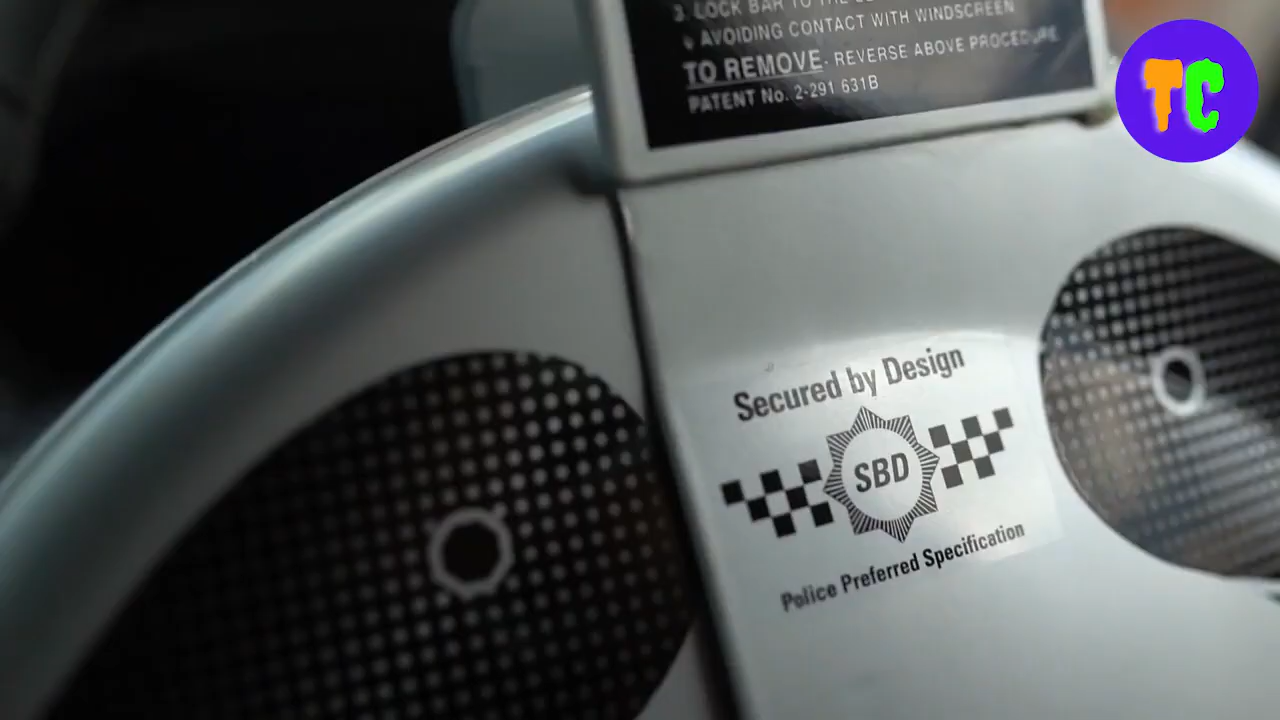 3. LOCK BAR TO THE
AVOIDING CONTACT WITH WINDSCREEN
TO REMOVE - REVERSE ABOVE PROCEDURE
PATENT No. 2-291 631B
TC
Secured by Design
SBD
Police Preferred Specification